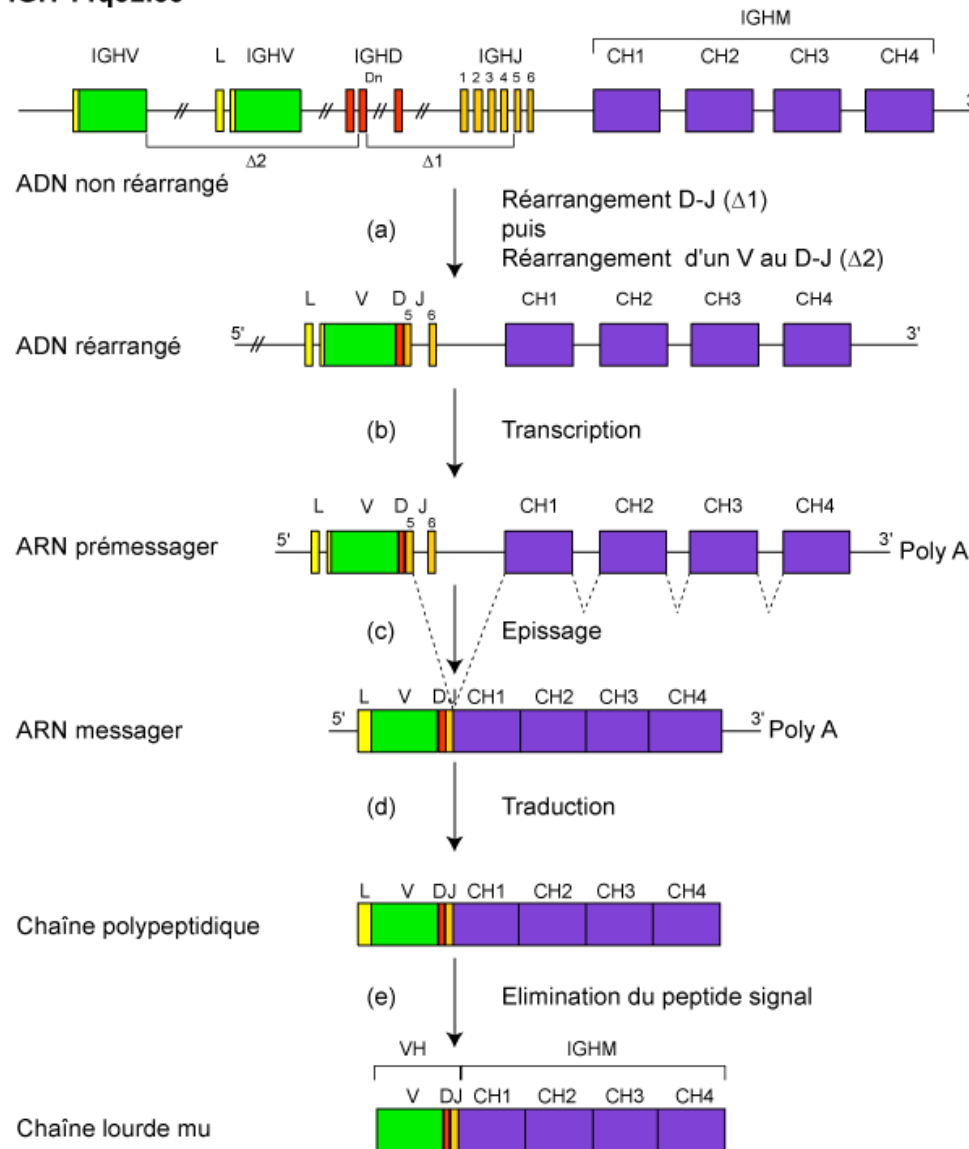 IGHM
IGHV L IGHV IGHD IGHJ CH1 CH2 CH3 CH4
Dn 1 2 3 4 5 6
// // // //
Δ2 Δ1
ADN non réarrangé
(a)
Réarrangement D-J (Δ1)
puis
Réarrangement d'un V au D-J (Δ2)
L V D J CH1 CH2 CH3 CH4
5 6
ADN réarrangé 5' // 3'
(b) Transcription
L V D J CH1 CH2 CH3 CH4
5 6
ARN prémessager 5' 3' Poly A
(c) Epissage
L V DJ CH1 CH2 CH3 CH4
ARN messager 5' 3' Poly A
(d) Traduction
L V DJ CH1 CH2 CH3 CH4
Chaîne polypeptidique
(e) Elimination du peptide signal
VH IGHM
V DJ CH1 CH2 CH3 CH4
Chaîne lourde mu